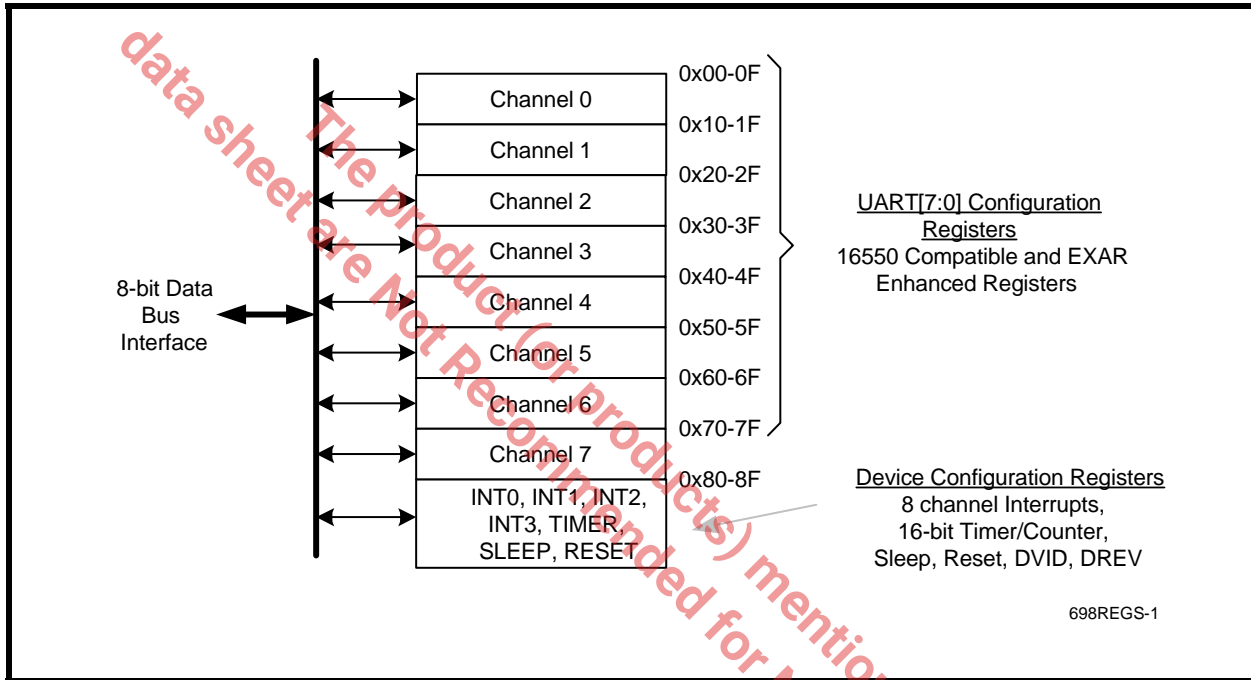 data sheet are Not Recommended for
The product (or products) mention
8-bit Data
Bus
Interface
Channel 0
Channel 1
Channel 2
Channel 3
Channel 4
Channel 5
Channel 6
Channel 7
INT0, INT1, INT2,
INT3, TIMER,
SLEEP, RESET
0x00-0F
0x10-1F
0x20-2F
0x30-3F
0x40-4F
0x50-5F
0x60-6F
0x70-7F
0x80-8F
UART[7:0] Configuration
Registers
16550 Compatible and EXAR
Enhanced Registers
Device Configuration Registers
8 channel Interrupts,
16-bit Timer/Counter,
Sleep, Reset, DVID, DREV
698REGS-1